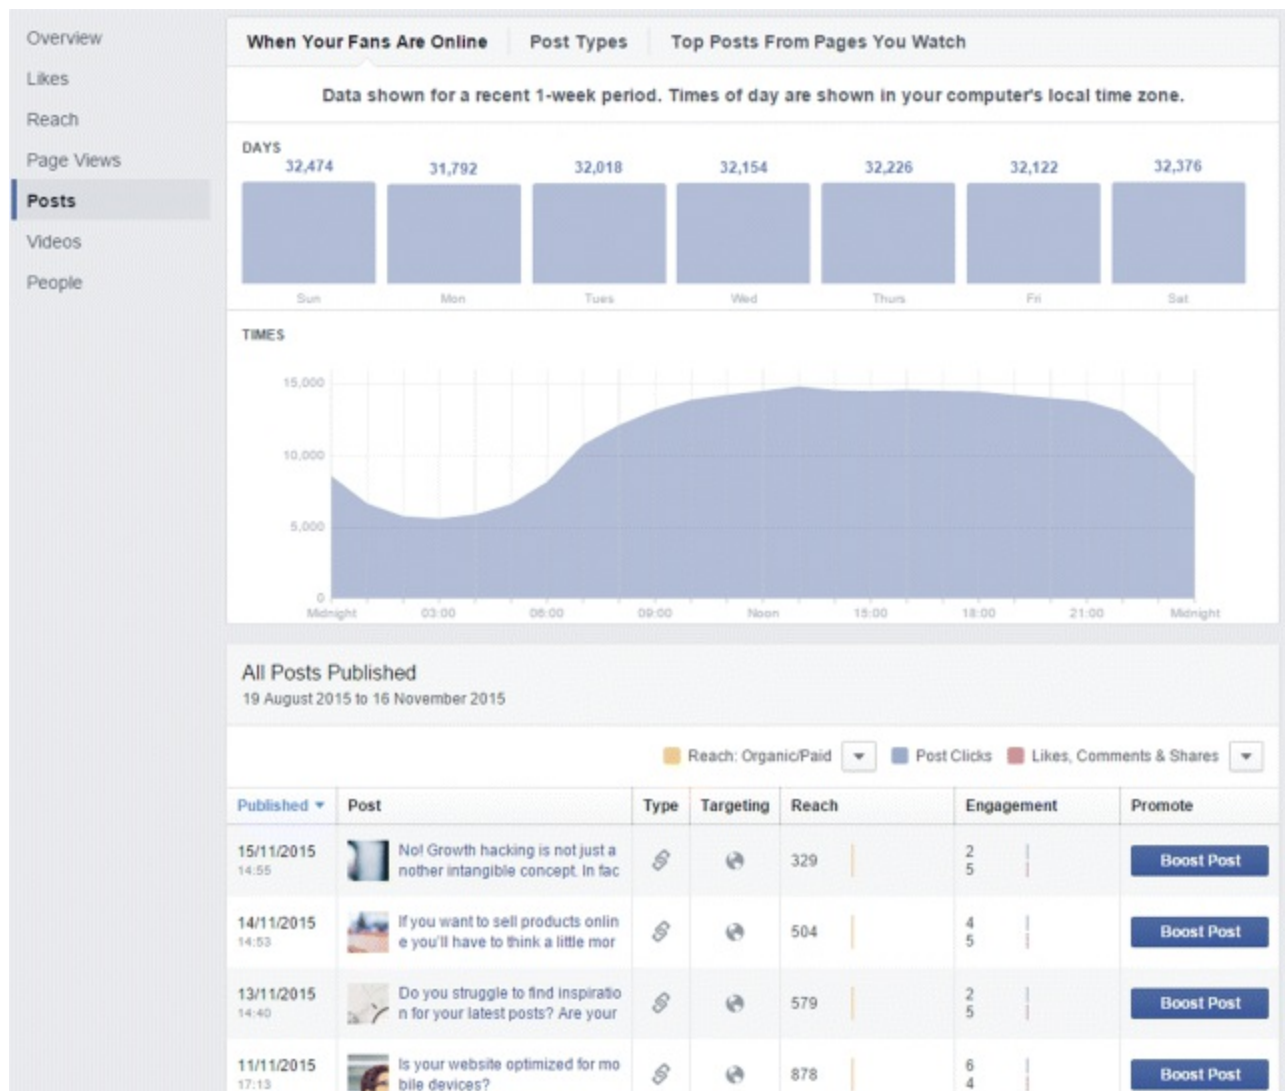 Overview
Likes
Reach
Page Views
Posts
Videos
People
When Your Fans Are Online Post Types Top Posts From Pages You Watch
Data shown for a recent 1-week period. Times of day are shown in your computer's local time zone.
DAYS
32,474 31,792 32,018 32,154 32,226 32,122 32,376
Sun Mon Tues Wed Thurs Fri Sat
TIMES
15,000
10,000
5,000
0
Midnight 03:00 06:00 09:00 Noon 15:00 18:00 21:00 Midnight
All Posts Published
19 August 2015 to 16 November 2015
Reach: Organic/Paid Post Clicks Likes, Comments & Shares
Published Post Type Targeting Reach Engagement Promote
15/11/2015
14:55
No! Growth hacking is not just a
nother intangible concept. In fac
329
2
5
Boost Post
14/11/2015
14:53
If you want to sell products onlin
e you'll have to think a little mor
504
4
5
Boost Post
13/11/2015
14:40
Do you struggle to find inspiratio
n for your latest posts? Are your
579
2
5
Boost Post
11/11/2015
17:13
Is your website optimized for mo
bile devices?
878
6
4
Boost Post